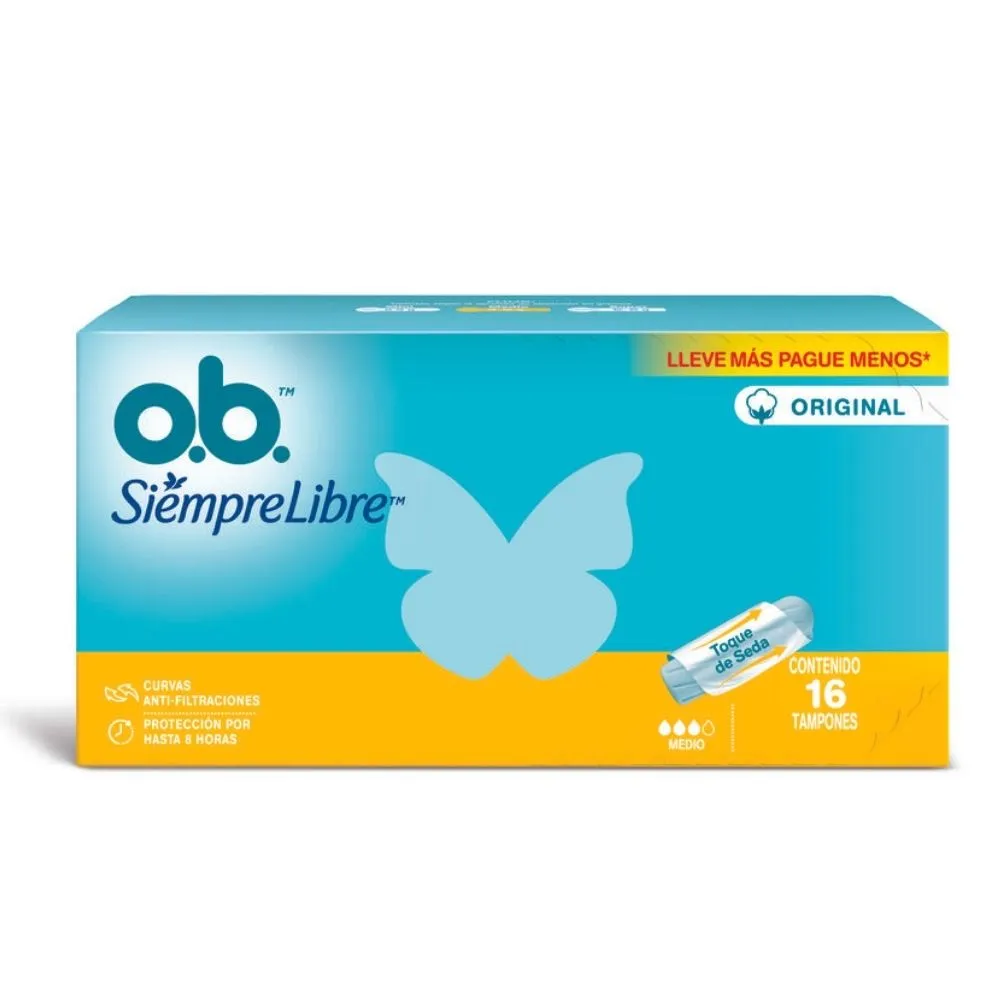 LLEVE MÁS PAGUE MENOS*
ORIGINAL
o.b.™
SiempreLibre™
Toque
de Seda
CURVAS
ANTI-FILTRACIONES
PROTECCIÓN POR
HASTA 8 HORAS
MEDIO
CONTENIDO
16
TAMPONES